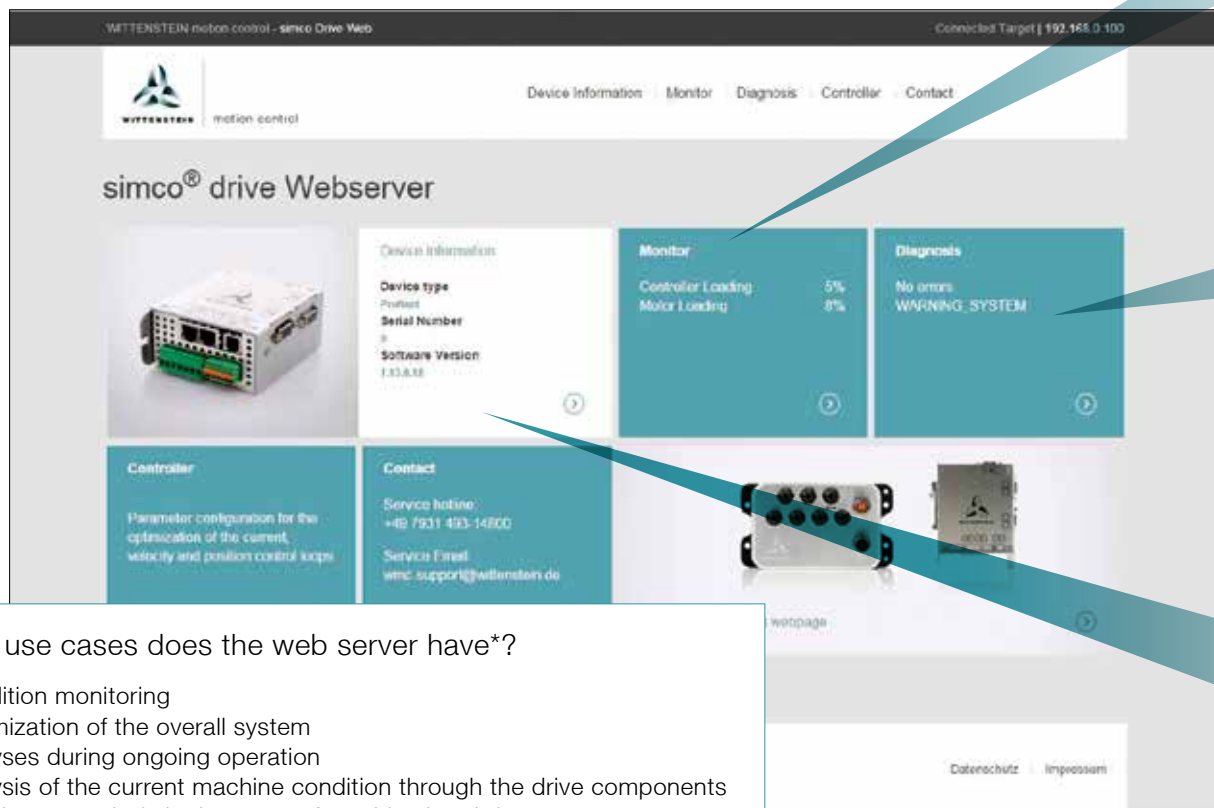 WITTENSTEIN motion control - simco Drive Web
Connected Target | 192.168.0.100
WITTENSTEIN motion control
Device Information Monitor Diagnosis Controller Contact
simco® drive Webserver
Device Information
Device type
Profinet
Serial Number
Software Version
Monitor
Controller Loading 5%
Motor Loading 8%
Diagnosis
No errors
WARNING_SYSTEM
Controller
Parameter configuration for the
optimization of the current,
velocity and position control loops
Contact
Service hotline:
+49 7931 493-14800
Service Email:
wmc-support@wittenstein.de
webpage
use cases does the web server have*?
dition monitoring
nization of the overall system
yses during ongoing operation
ysis of the current machine condition through the drive components
Datenschutz Impressum